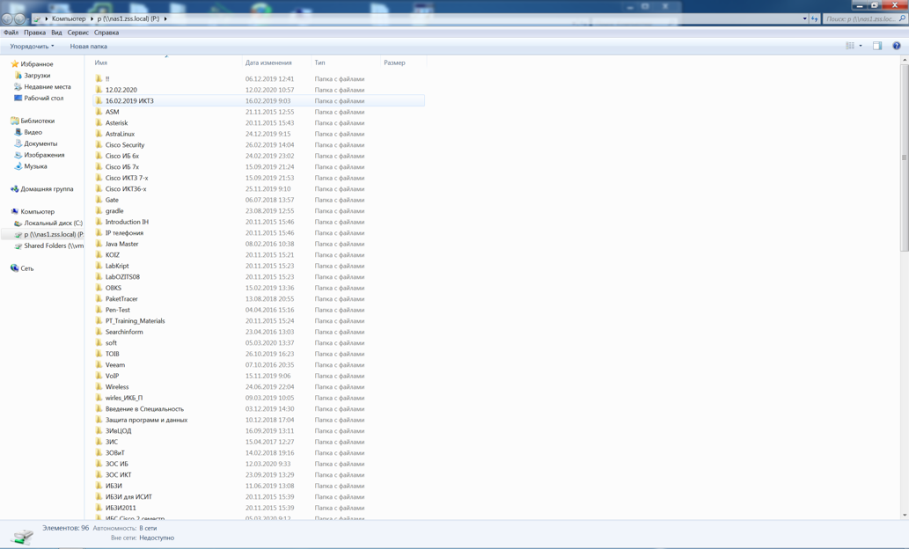 Компьютер ▸ p (\\nas1.zss.local) (P:) ▸
Поиск: p (\\nas1.zss.loc...
Файл Правка Вид Сервис Справка
Упорядочить Новая папка
Имя Дата изменения Тип Размер
Избранное
Загрузки
Недавние места
Рабочий стол
Библиотеки
Видео
Документы
Изображения
Музыка
Домашняя группа
Компьютер
Локальный диск (C:)
p (\\nas1.zss.local) (P:
Shared Folders (\\vm
Сеть
!! 06.12.2019 12:41 Папка с файлами
12.02.2020 12.02.2020 10:57 Папка с файлами
16.02.2019 ИКТЗ 16.02.2019 9:03 Папка с файлами
ASM 21.11.2015 12:55 Папка с файлами
Asterisk 20.11.2015 15:43 Папка с файлами
AstraLinux 24.12.2019 9:15 Папка с файлами
Cisco Security 26.02.2019 14:04 Папка с файлами
Cisco ИБ 6х 24.02.2019 23:02 Папка с файлами
Cisco ИБ 7х 15.09.2019 21:24 Папка с файлами
Cisco ИКТЗ 7-х 15.09.2019 21:53 Папка с файлами
Cisco ИКТЗ6-х 25.11.2019 9:10 Папка с файлами
Gate 06.07.2018 13:57 Папка с файлами
gradle 23.08.2019 12:55 Папка с файлами
Introduction IH 20.11.2015 15:46 Папка с файлами
IP телефония 20.11.2015 15:46 Папка с файлами
Java Master 08.02.2016 10:38 Папка с файлами
KOIZ 20.11.2015 15:21 Папка с файлами
LabKript 20.11.2015 15:23 Папка с файлами
LabOZITS08 20.11.2015 15:23 Папка с файлами
OBKS 15.02.2019 13:36 Папка с файлами
PaketTracer 13.08.2018 20:55 Папка с файлами
Pen-Test 04.04.2016 15:16 Папка с файлами
PT_Training_Materials 20.11.2015 15:24 Папка с файлами
Searchinform 23.04.2016 13:03 Папка с файлами
soft 05.03.2020 13:37 Папка с файлами
TOIB 26.10.2019 16:23 Папка с файлами
Veeam 07.10.2016 20:35 Папка с файлами
VoIP 15.11.2019 9:06 Папка с файлами
Wireless 24.06.2019 22:04 Папка с файлами
wirles_ИКБ_П 09.03.2019 10:05 Папка с файлами
Введение в Специальность 03.12.2019 14:30 Папка с файлами
Защита программ и данных 10.12.2018 17:04 Папка с файлами
ЗИвЦОД 16.09.2019 13:11 Папка с файлами
ЗИС 15.04.2017 12:27 Папка с файлами
ЗОВиТ 14.02.2018 19:16 Папка с файлами
ЗОС ИБ 12.03.2020 9:33 Папка с файлами
ЗОС ИКТ 23.09.2019 13:29 Папка с файлами
ИБЗИ 11.06.2019 13:08 Папка с файлами
ИБЗИ для ИСИТ 20.11.2015 15:39 Папка с файлами
ИБЗИ2011 20.11.2015 15:39 Папка с файлами
ИБС Cisco 2 семестр 05.03.2020 9:12 Папка с файлами
Элементов: 96 Автономность: В сети
Вне сети: Недоступно